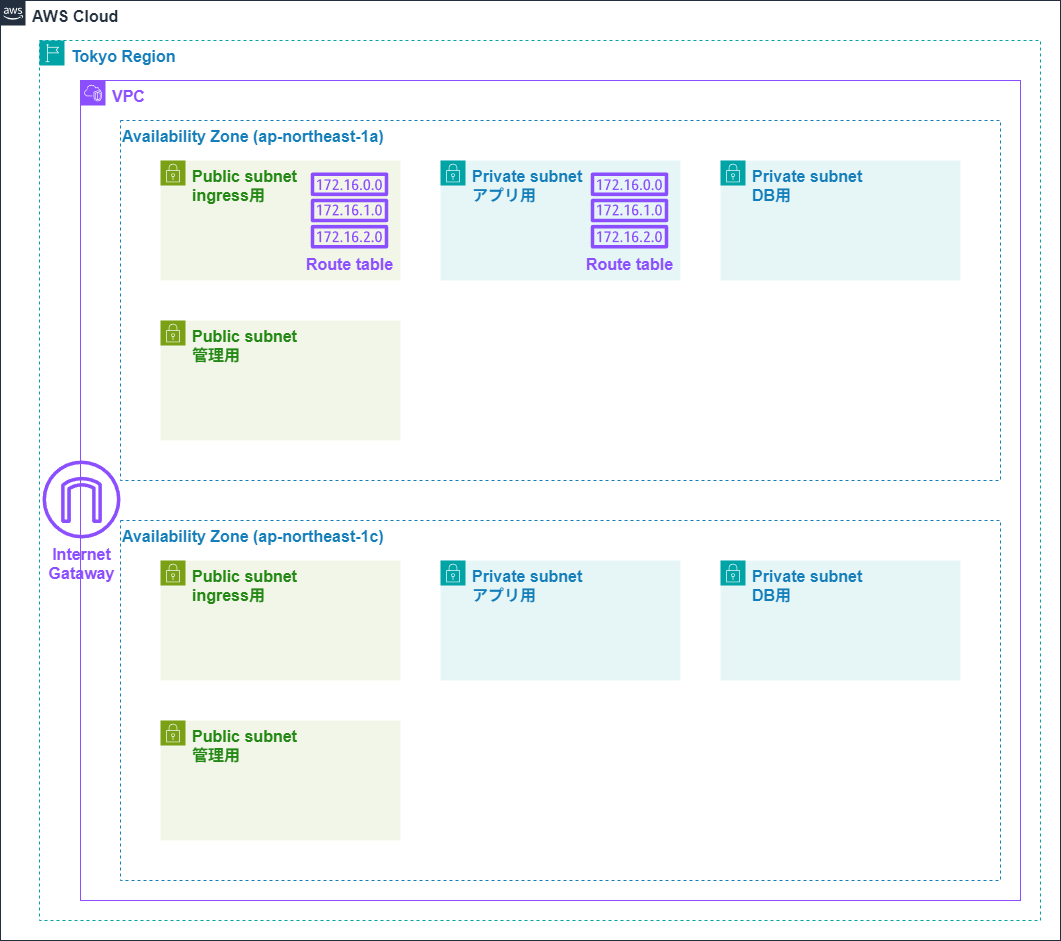 aws
AWS Cloud
Tokyo Region
VPC
Availability Zone (ap-northeast-1a)
Public subnet
ingress用
172.16.0.0
172.16.1.0
172.16.2.0
Route table
Private subnet
アプリ用
172.16.0.0
172.16.1.0
172.16.2.0
Route table
Private subnet
DB用
Public subnet
管理用
Internet
Gataway
Availability Zone (ap-northeast-1c)
Public subnet
ingress用
Private subnet
アプリ用
Private subnet
DB用
Public subnet
管理用